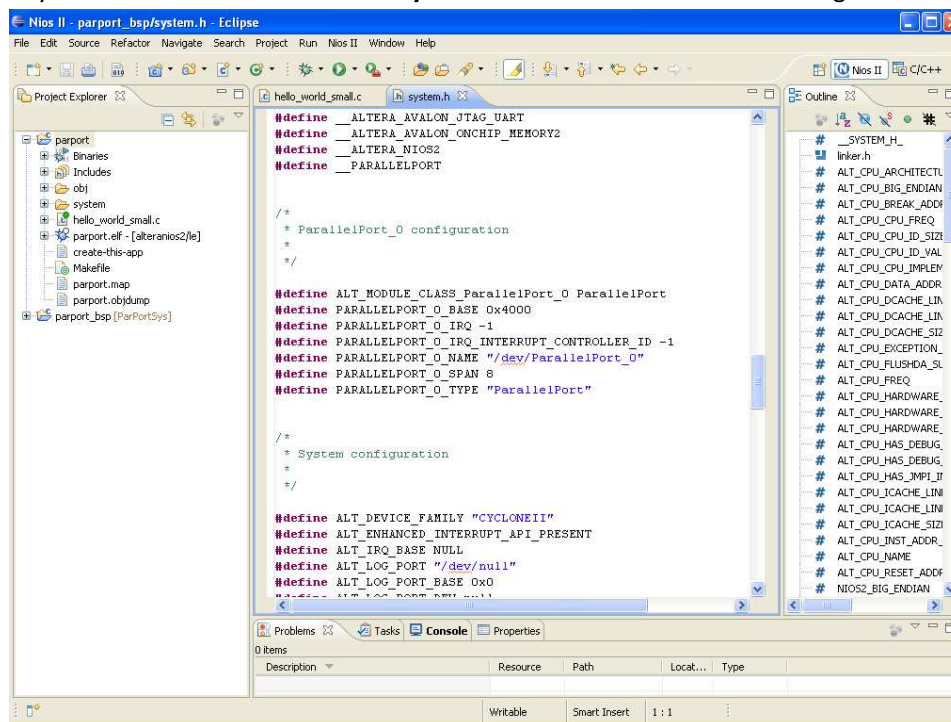 Nios II - parport_bsp/system.h - Eclipse
File Edit Source Refactor Navigate Search Project Run Nios II Window Help
Nios II C/C++
Project Explorer
hello_world_small.c system.h
Outline
parport
Binaries
Includes
obj
system
hello_world_small.c
parport.elf - [alteranios2/le]
create-this-app
Makefile
parport.map
parport.objdump
parport_bsp [ParPortSys]
#define __ALTERA_AVALON_JTAG_UART
#define __ALTERA_AVALON_ONCHIP_MEMORY2
#define __ALTERA_NIOS2
#define __PARALLELPORT
/*
* ParallelPort_0 configuration
*
*/
#define ALT_MODULE_CLASS_ParallelPort_0 ParallelPort
#define PARALLELPORT_0_BASE 0x4000
#define PARALLELPORT_0_IRQ -1
#define PARALLELPORT_0_IRQ_INTERRUPT_CONTROLLER_ID -1
#define PARALLELPORT_0_NAME "/dev/ParallelPort_0"
#define PARALLELPORT_0_SPAN 8
#define PARALLELPORT_0_TYPE "ParallelPort"
/*
* System configuration
*
*/
#define ALT_DEVICE_FAMILY "CYCLONEII"
#define ALT_ENHANCED_INTERRUPT_API_PRESENT
#define ALT_IRQ_BASE NULL
#define ALT_LOG_PORT "/dev/null"
#define ALT_LOG_PORT_BASE 0x0
# __SYSTEM_H_
linker.h
# ALT_CPU_ARCHITECTU
# ALT_CPU_BIG_ENDIAN
# ALT_CPU_BREAK_ADDR
# ALT_CPU_CPU_FREQ
# ALT_CPU_CPU_ID_SIZE
# ALT_CPU_CPU_ID_VAL
# ALT_CPU_CPU_IMPLEM
# ALT_CPU_DATA_ADDR
# ALT_CPU_DCACHE_LIN
# ALT_CPU_DCACHE_LIN
# ALT_CPU_DCACHE_SIZ
# ALT_CPU_EXCEPTION_
# ALT_CPU_FLUSHDA_SU
# ALT_CPU_FREQ
# ALT_CPU_HARDWARE_
# ALT_CPU_HARDWARE_
# ALT_CPU_HARDWARE_
# ALT_CPU_HAS_DEBUG_
# ALT_CPU_HAS_DEBUG_
# ALT_CPU_HAS_JMPI_IN
# ALT_CPU_ICACHE_LINE
# ALT_CPU_ICACHE_LINE
# ALT_CPU_ICACHE_SIZE
# ALT_CPU_INST_ADDR_
# ALT_CPU_NAME
# ALT_CPU_RESET_ADDR
# NIOS2_BIG_ENDIAN
Problems Tasks Console Properties
0 items
Description Resource Path Locat... Type
Writable Smart Insert 1 : 1